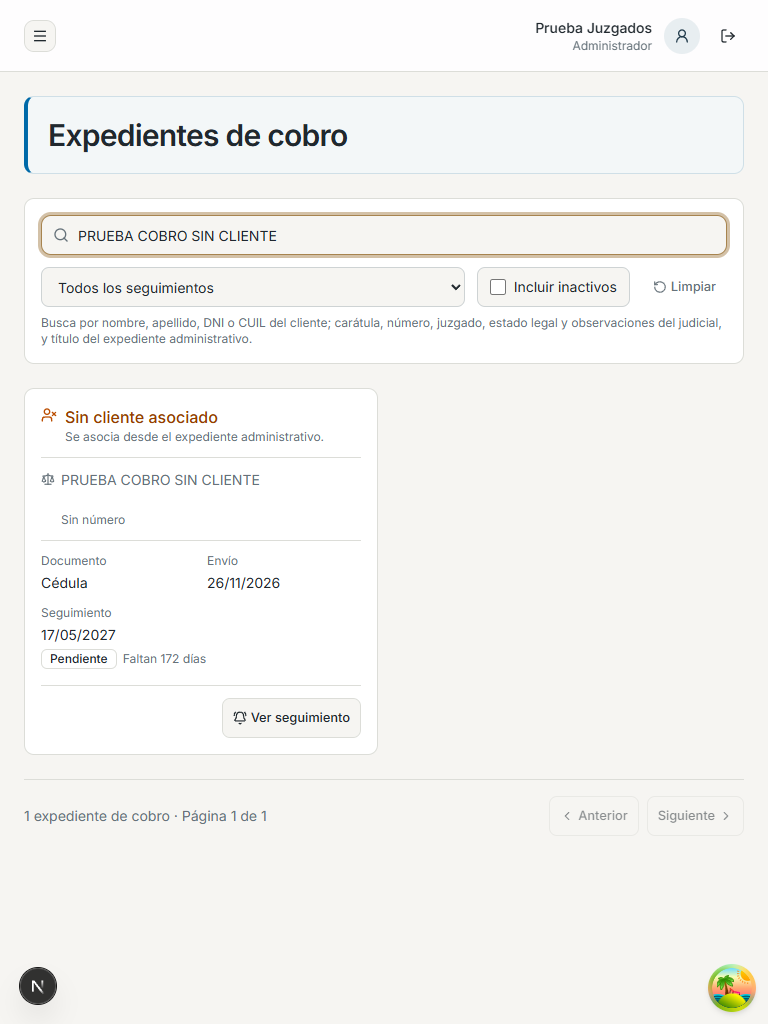 Prueba Juzgados
Administrador
Expedientes de cobro
PRUEBA COBRO SIN CLIENTE
Todos los seguimientos
Incluir inactivos
Limpiar
Busca por nombre, apellido, DNI o CUIL del cliente; carátula, número, juzgado, estado legal y observaciones del judicial,
y título del expediente administrativo.
Sin cliente asociado
Se asocia desde el expediente administrativo.
PRUEBA COBRO SIN CLIENTE
Sin número
Documento
Envío
Cédula
26/11/2026
Seguimiento
17/05/2027
Pendiente
Faltan 172 días
Ver seguimiento
1 expediente de cobro · Página 1 de 1
Anterior
Siguiente
N